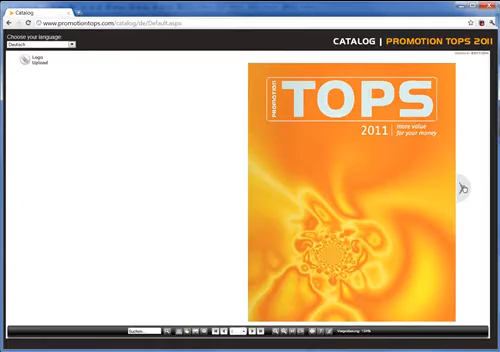 Catalog
www.promotiontops.com/catalog/de/Default.aspx
Choose your language:
Deutsch
CATALOG | PROMOTION TOPS 2011
Logo
Upload
PROMOTION
TOPS
2011
more value
for your money
Suchen...